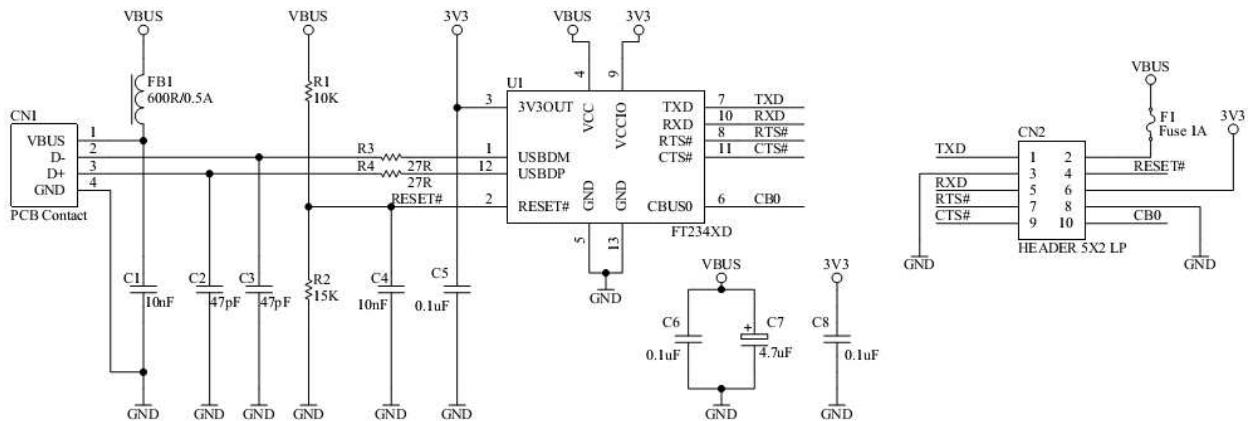 VBUS
VBUS
3V3
VBUS
3V3
FB1
600R/0.5A
R1
10K
U1
4
9
VCC
VCCIO
3
3V3OUT
TXD
7
TXD
RXD
10
RXD
RTS#
8
RTS#
CTS#
11
CTS#
CN1
VBUS
1
D-
2
D+
3
GND
4
PCB Contact
R3
27R
R4
27R
1
USBDM
12
USBDP
RESET#
2
RESET#
GND
GND
CBUS0
6
CB0
FT234XD
5
13
GND
C1
10nF
C2
47pF
C3
47pF
R2
15K
C4
10nF
C5
0.1uF
GND
GND
GND
GND
GND
GND
VBUS
3V3
C6
0.1uF
+
C7
4.7uF
C8
0.1uF
GND
GND
VBUS
F1
Fuse 1A
3V3
CN2
TXD
1
2
3
4
RESET#
RXD
5
6
RTS#
7
8
CTS#
9
10
CB0
HEADER 5X2 LP
GND
GND